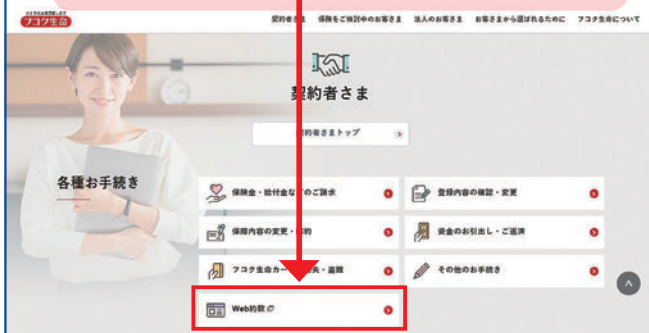 フコク生命
契約者さま 保険をご検討中のお客さま 法人のお客さま お客さまから選ばれるために フコク生命について
契約者さま
契約者さまトップ
各種お手続き
保険金・給付金などのご請求
登録内容の確認・変更
保障内容の変更・解約
資金のお引出し・ご返済
フコク生命カード 失・盗難
その他のお手続き
Web約款